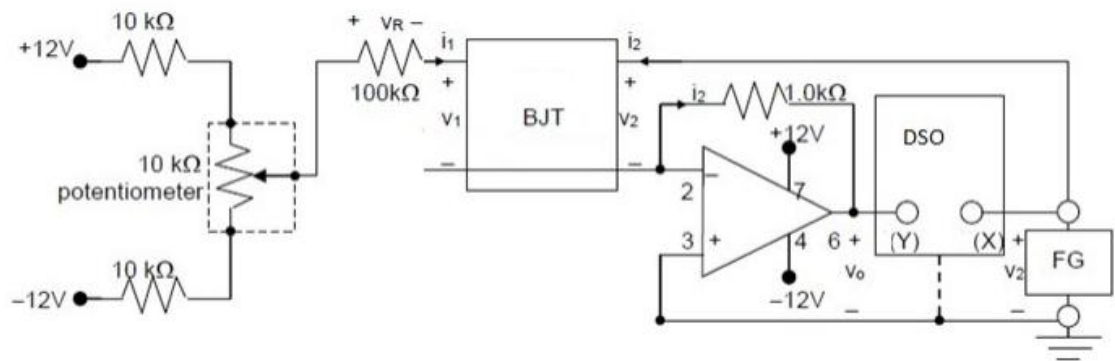 10 kΩ
+ vR –
i1
i2
+12V
100kΩ
+
v1
–
BJT
+
v2
–
i2
1.0kΩ
+12V
DSO
10 kΩ
potentiometer
–
2
7
3
+
4
6
+
(Y)
(X)
+
vo
v2
FG
10 kΩ
–12V
–12V
–
–